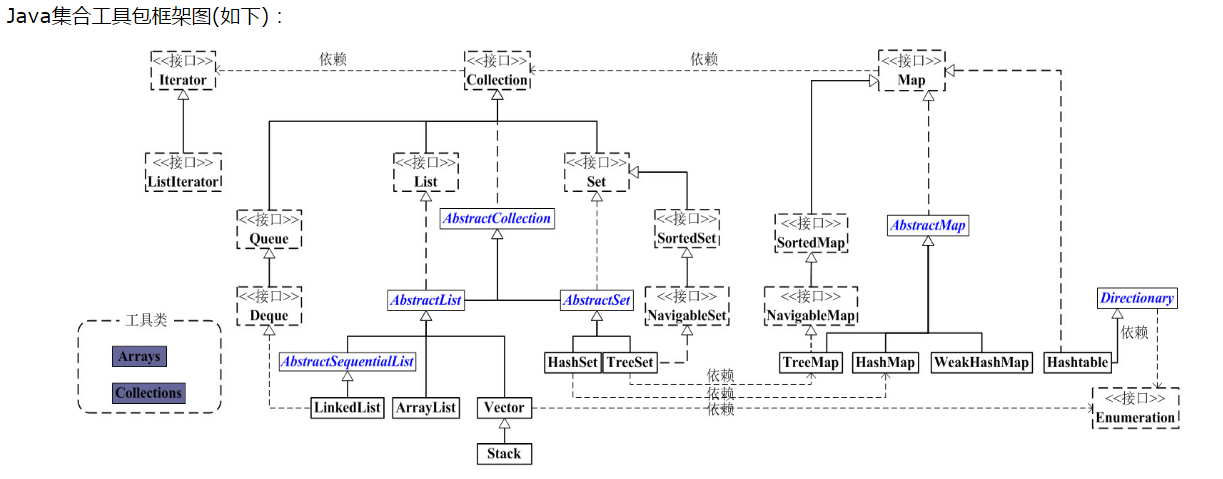 Java集合工具包框架图(如下)：
<<接口>>
Iterator
依赖
<<接口>>
Collection
依赖
<<接口>>
Map
<<接口>>
ListIterator
<<接口>>
List
<<接口>>
Set
<<接口>>
Queue
AbstractCollection
<<接口>>
SortedSet
<<接口>>
SortedMap
AbstractMap
<<接口>>
Deque
AbstractList
AbstractSet
<<接口>>
NavigableSet
<<接口>>
NavigableMap
Directionary
依赖
工具类
Arrays
Collections
AbstractSequentialList
HashSet
TreeSet
TreeMap
HashMap
WeakHashMap
Hashtable
依赖
依赖
依赖
LinkedList
ArrayList
Vector
<<接口>>
Enumeration
Stack